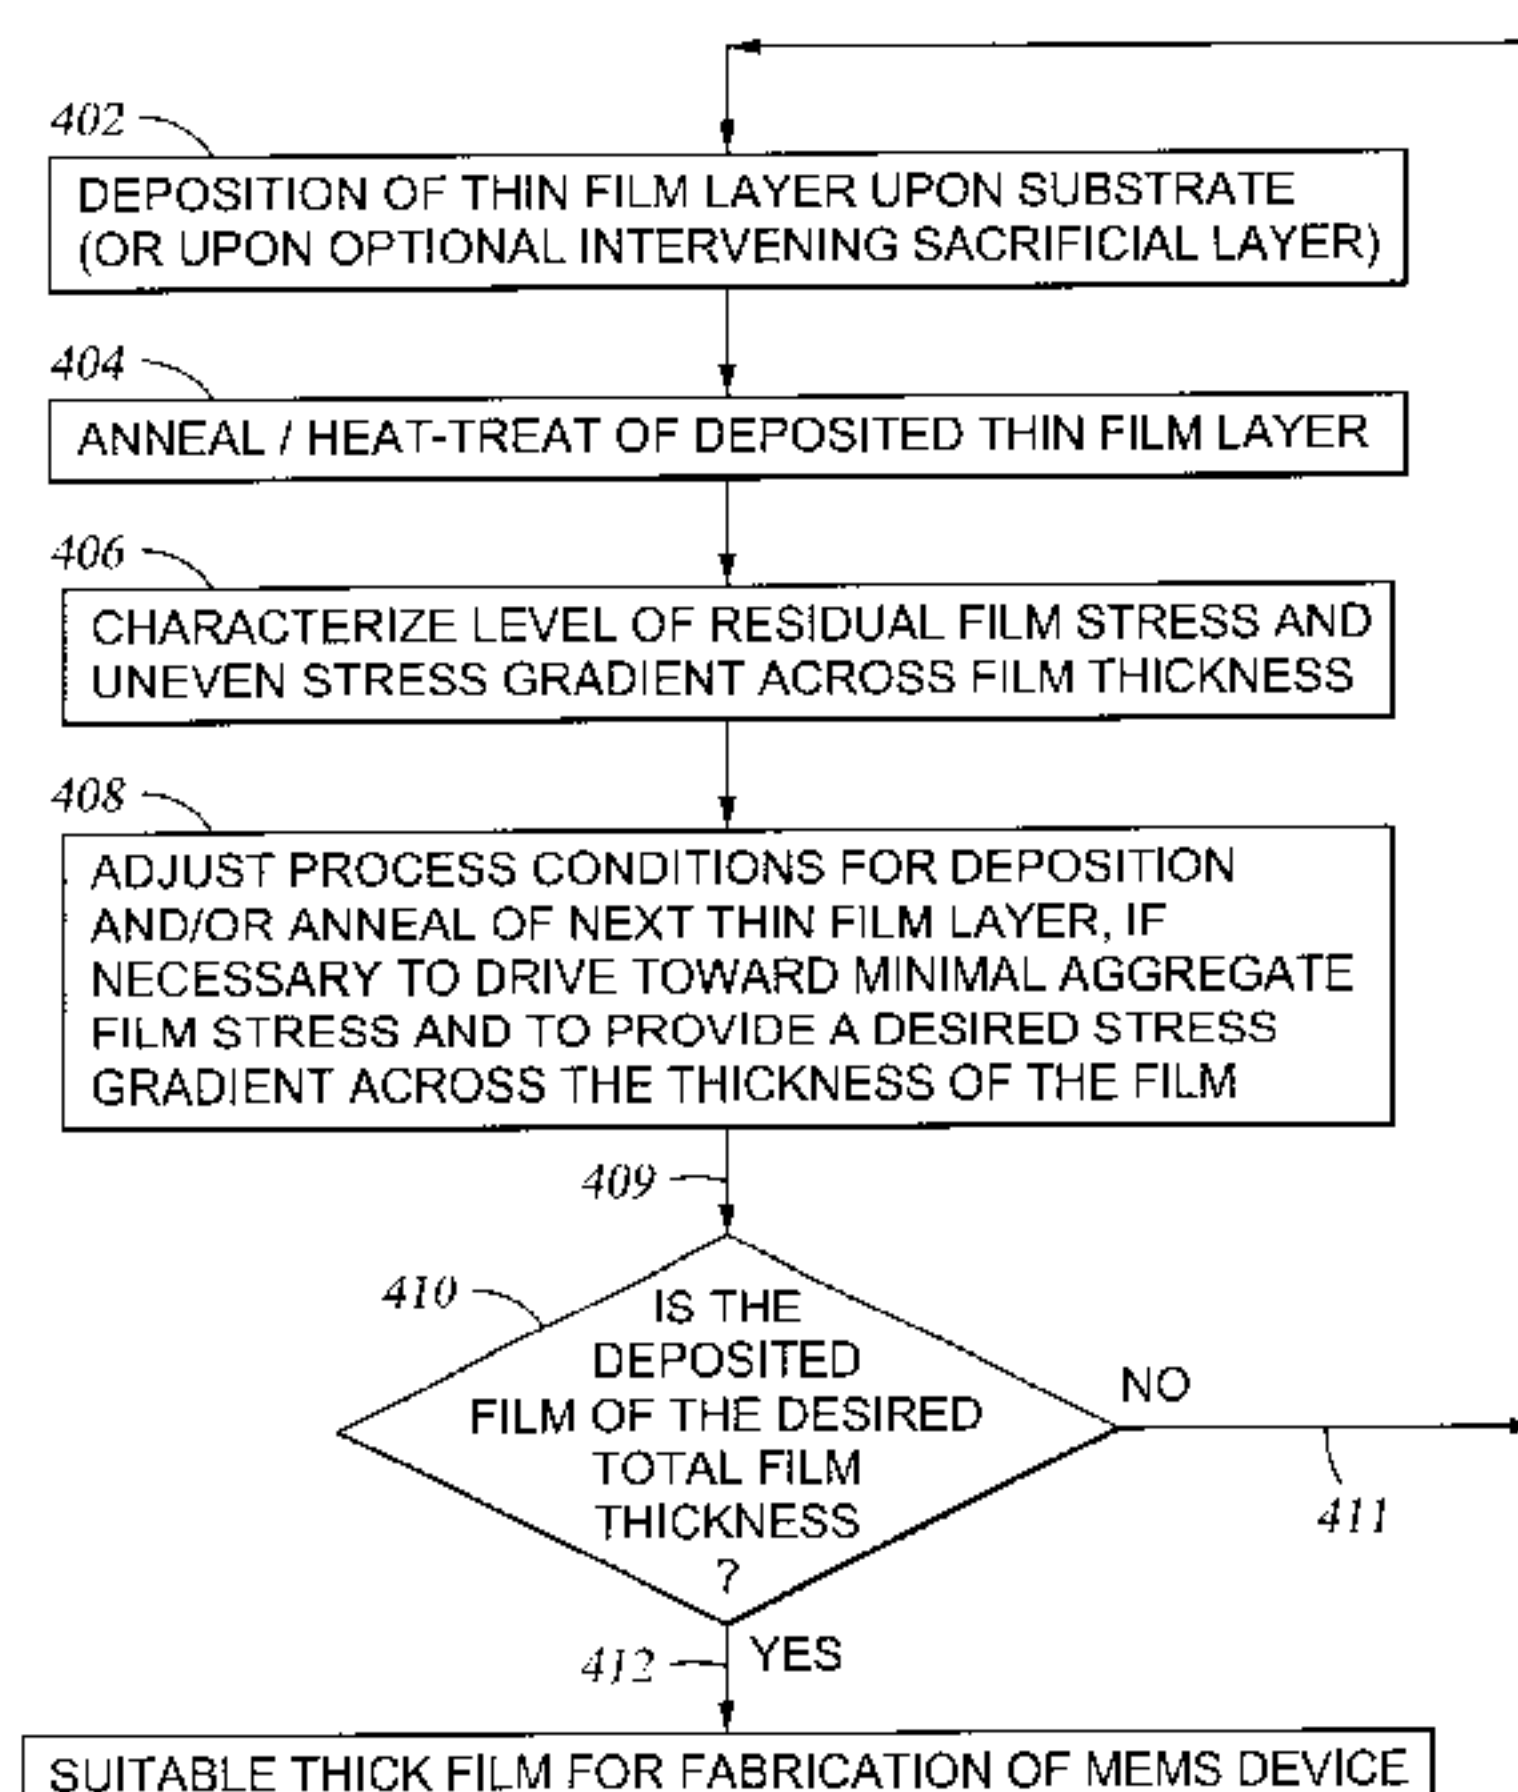 402
DEPOSITION OF THIN FILM LAYER UPON SUBSTRATE
(OR UPON OPTIONAL INTERVENING SACRIFICIAL LAYER)
404
ANNEAL / HEAT-TREAT OF DEPOSITED THIN FILM LAYER
406
CHARACTERIZE LEVEL OF RESIDUAL FILM STRESS AND
UNEVEN STRESS GRADIENT ACROSS FILM THICKNESS
408
ADJUST PROCESS CONDITIONS FOR DEPOSITION
AND/OR ANNEAL OF NEXT THIN FILM LAYER, IF
NECESSARY TO DRIVE TOWARD MINIMAL AGGREGATE
FILM STRESS AND TO PROVIDE A DESIRED STRESS
GRADIENT ACROSS THE THICKNESS OF THE FILM
409
410
IS THE
DEPOSITED
FILM OF THE DESIRED
TOTAL FILM
THICKNESS
?
NO
411
412
YES
SUITABLE THICK FILM FOR FABRICATION OF MEMS DEVICE